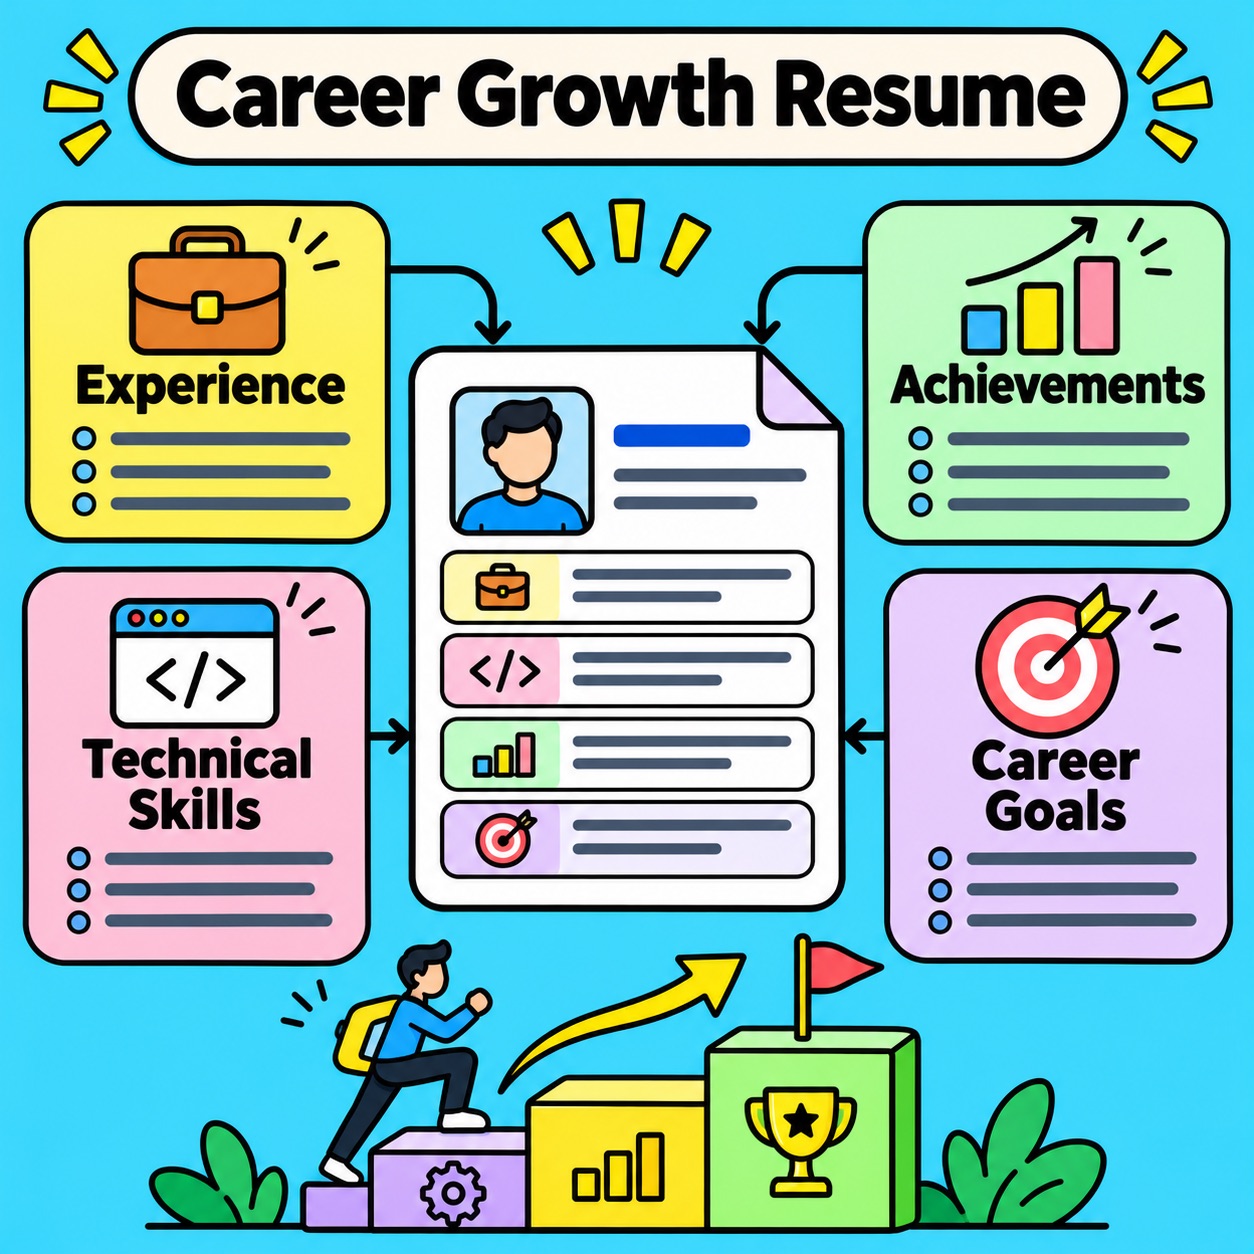 Career Growth Resume
Experience
Achievements
</>
Technical
Skills
</>
Career
Goals